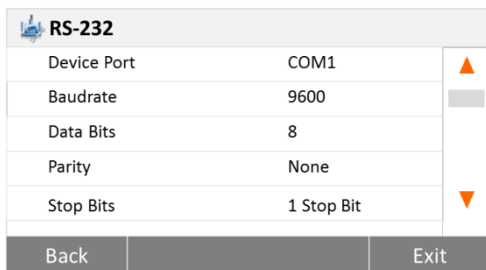 RS-232
Device Port COM1
Baudrate 9600
Data Bits 8
Parity None
Stop Bits 1 Stop Bit
Back Exit